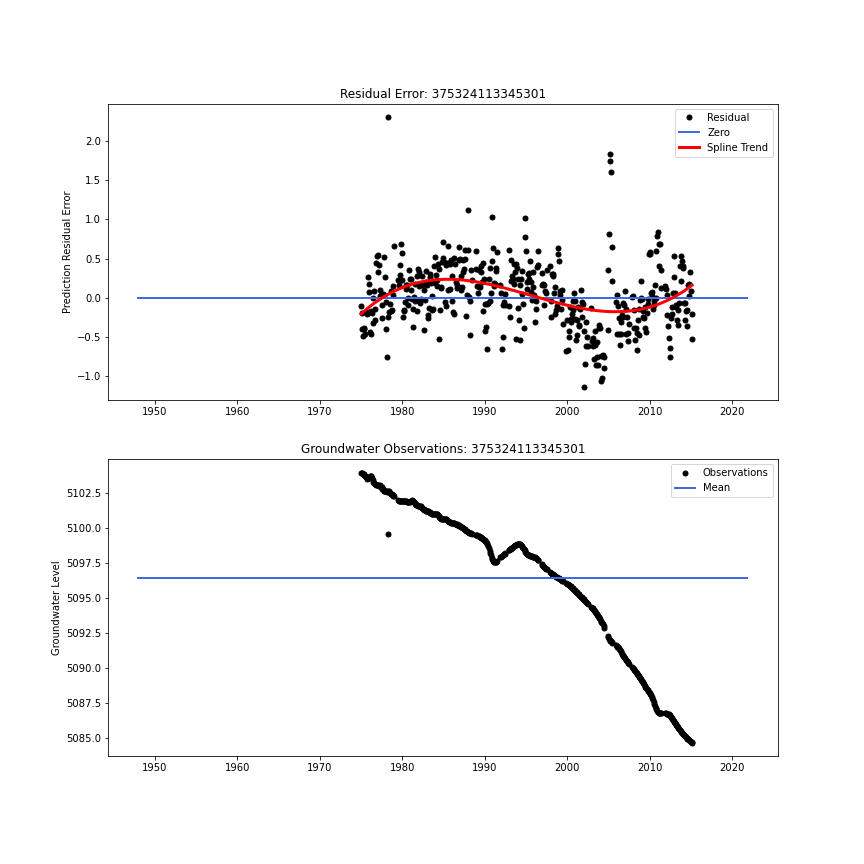 Residual Error: 375324113345301
Prediction Residual Error
2.0
1.5
1.0
0.5
0.0
−0.5
−1.0
Residual
Zero
Spline Trend
1950 1960 1970 1980 1990 2000 2010 2020
Groundwater Observations: 375324113345301
Groundwater Level
5102.5
5100.0
5097.5
5095.0
5092.5
5090.0
5087.5
5085.0
Observations
Mean
1950 1960 1970 1980 1990 2000 2010 2020